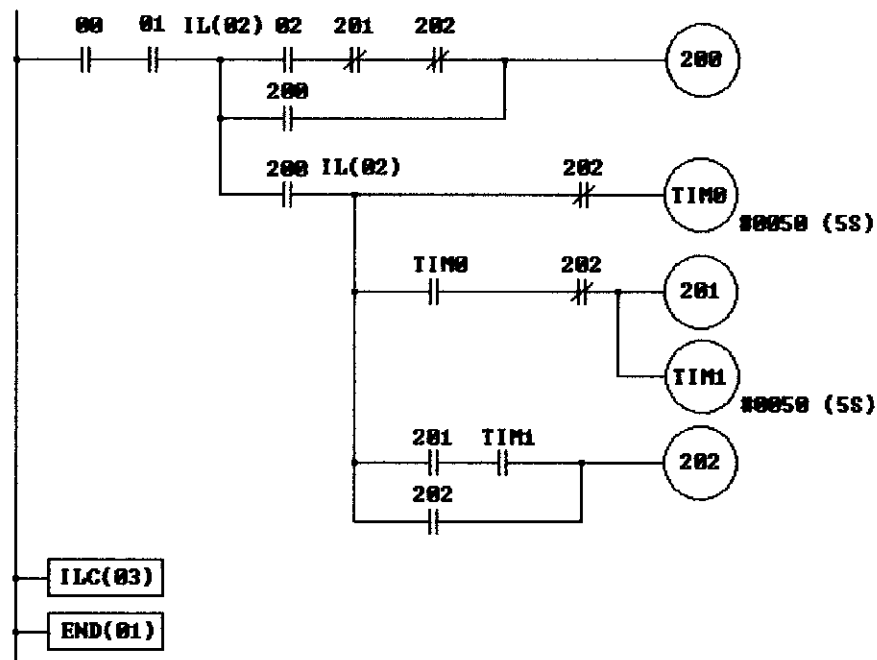 00 01 IL(02) 02 201 202
200
200
200 IL(02) 202
TIM0
#0050 (5S)
TIM0 202
201
TIM1
#0050 (5S)
201 TIM1
202
202
ILC(03)
END(01)